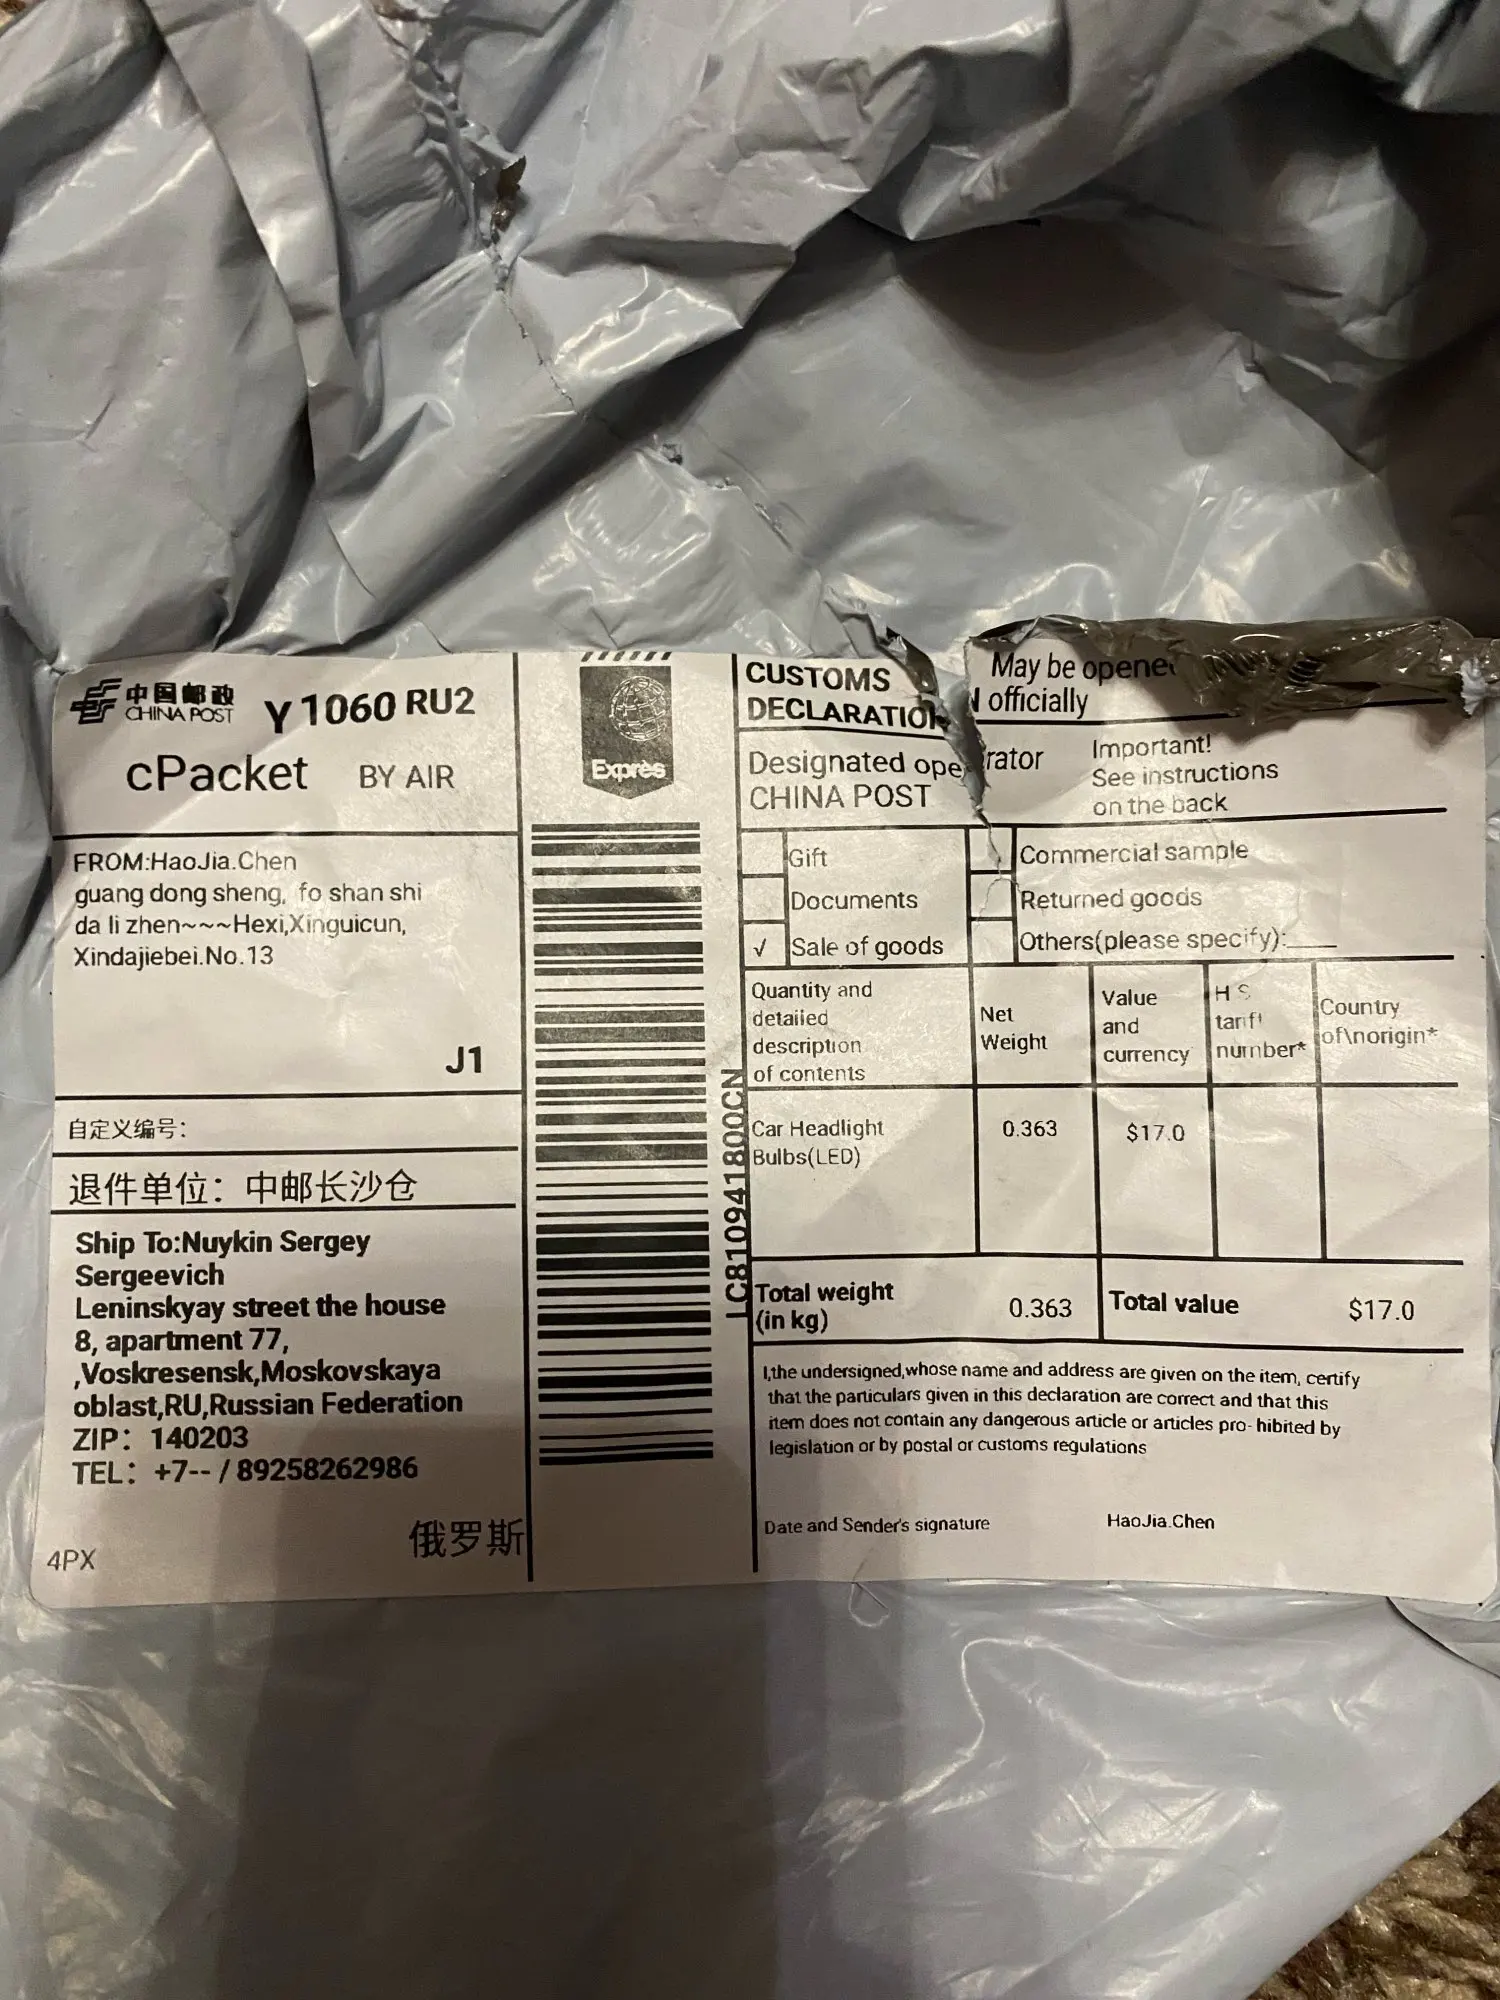 中国邮政
CHINA POST
Y1060 RU2
cPacket BY AIR
FROM:HaoJia.Chen
guang dong sheng, fo shan shi
da li zhen~~~Hexi,Xinguicun,
Xindajiebei.No.13
J1
自定义编号：
退件单位：中邮长沙仓
Ship To:Nuykin Sergey
Sergeevich
Leninskyay street the house
8, apartment 77,
,Voskresensk,Moskovskaya
oblast,RU,Russian Federation
ZIP：140203
TEL：+7--/89258262986
俄罗斯
4PX
Exprès
LC810941800CN
CUSTOMS
DECLARATION
May be opened
officially
Designated operator
CHINA POST
Important!
See instructions
on the back
Gift
Commercial sample
Documents
Returned goods
√ Sale of goods
Others(please specify):____
Quantity and
detailed
description
of contents
Net
Weight
Value
and
currency
H S
tariff
number*
Country
of\norigin*
Car Headlight
Bulbs(LED)
0.363
$17.0
Total weight
(in kg)
0.363
Total value
$17.0
I,the undersigned,whose name and address are given on the item, certify
that the particulars given in this declaration are correct and that this
item does not contain any dangerous article or articles pro- hibited by
legislation or by postal or customs regulations
Date and Sender's signature HaoJia.Chen